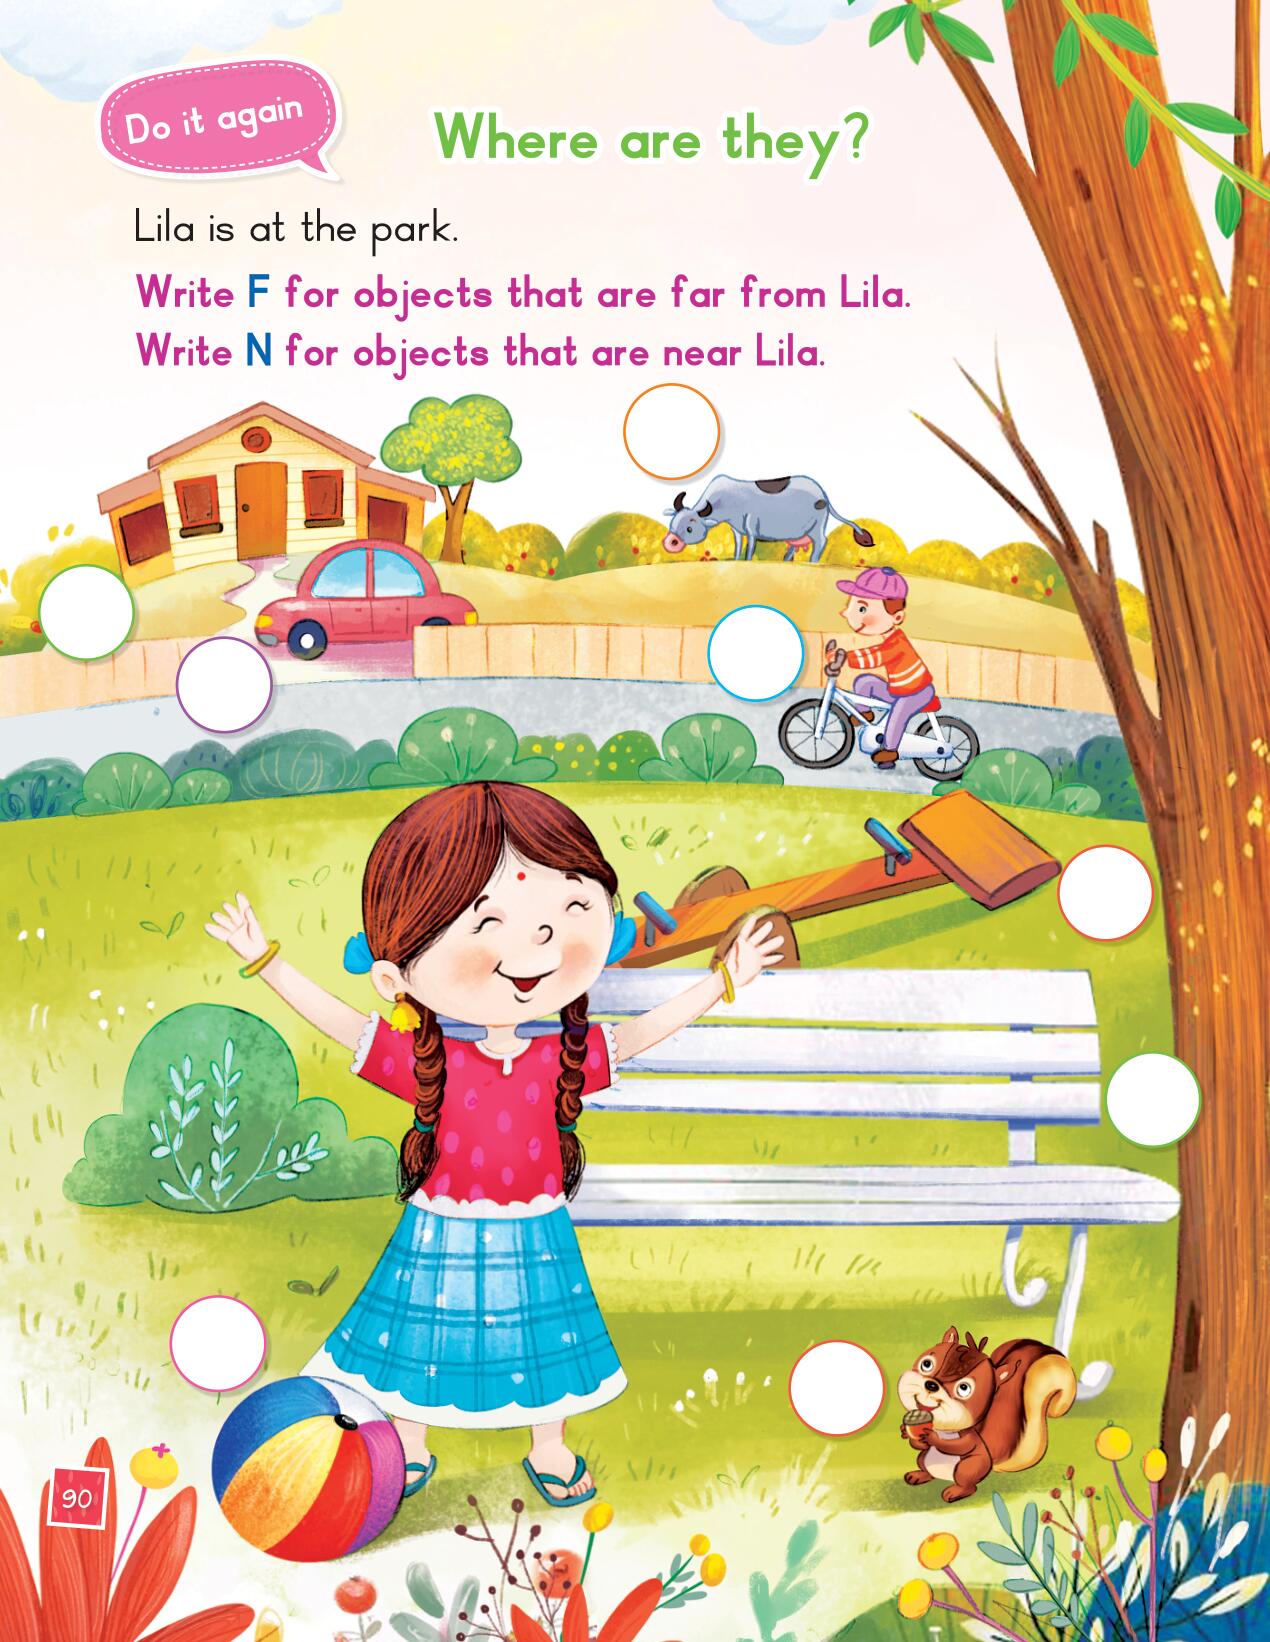 Do it again
Where are they?
Lila is at the park.
Write F for objects that are far from Lila.
Write N for objects that are near Lila.
90